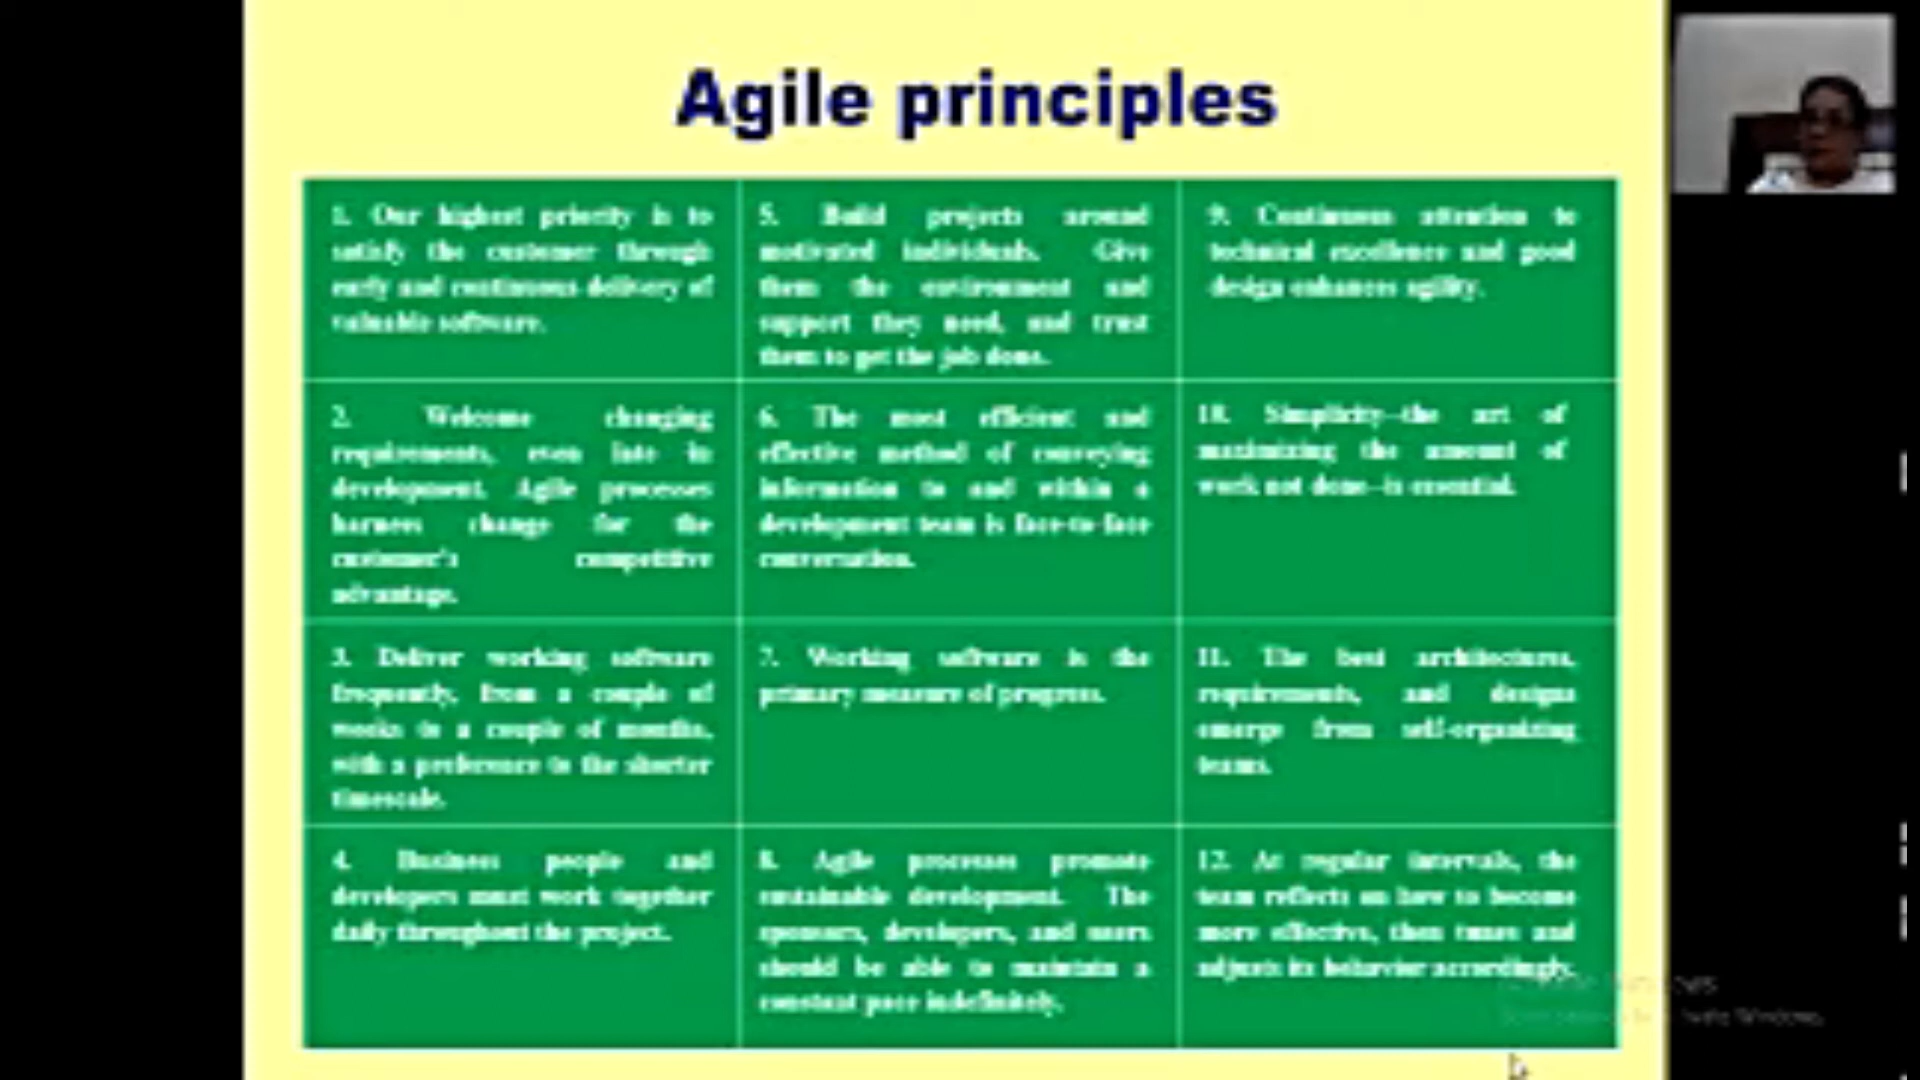 Agile principles
1. Our highest priority is to
satisfy the customer through
early and continuous delivery of
valuable software.
5. Build projects around
motivated individuals. Give
them the environment and
support they need, and trust
them to get the job done.
9. Continuous attention to
technical excellence and good
design enhances agility.
2. Welcome changing
requirements, even late in
development. Agile processes
harness change for the
customer's competitive
advantage.
6. The most efficient and
effective method of conveying
information to and within a
development team is face-to-face
conversation.
10. Simplicity--the art of
maximizing the amount of
work not done--is essential.
3. Deliver working software
frequently, from a couple of
weeks to a couple of months,
with a preference to the shorter
timescale.
7. Working software is the
primary measure of progress.
11. The best architectures,
requirements, and designs
emerge from self-organizing
teams.
4. Business people and
developers must work together
daily throughout the project.
8. Agile processes promote
sustainable development. The
sponsors, developers, and users
should be able to maintain a
constant pace indefinitely.
12. At regular intervals, the
team reflects on how to become
more effective, then tunes and
adjusts its behavior accordingly.